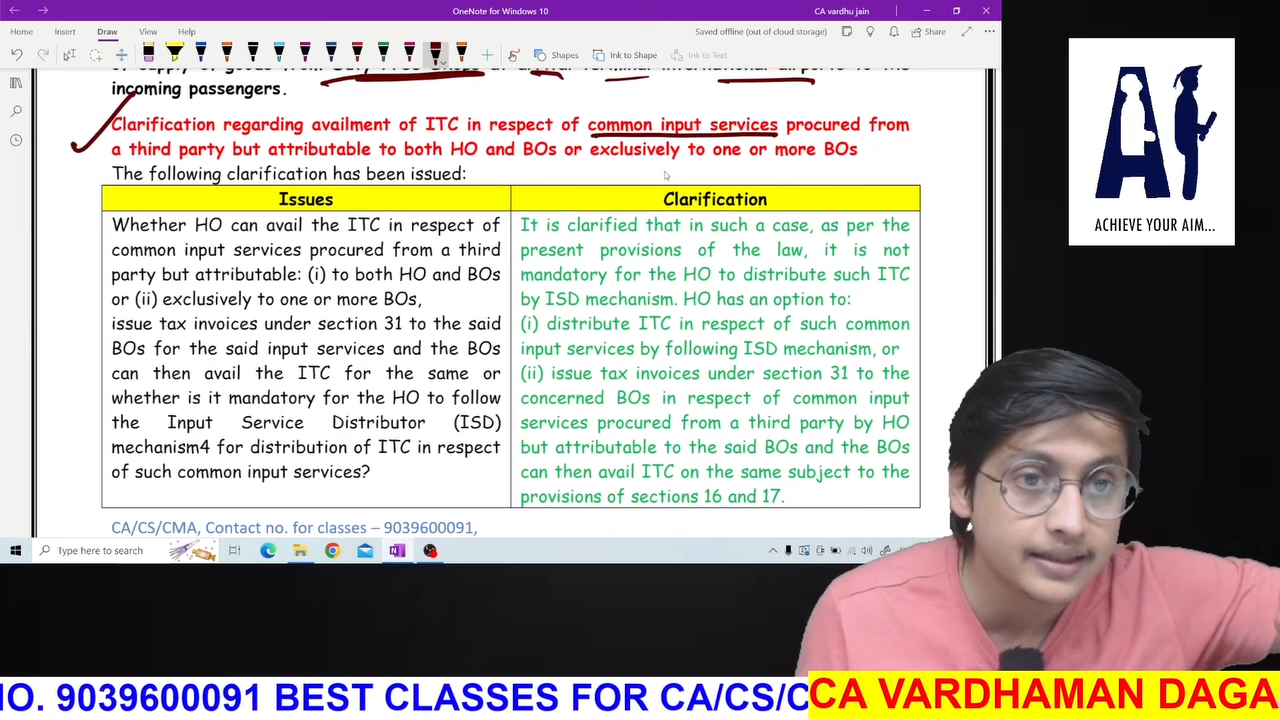 OneNote for Windows 10
CA vardhu jain
Home Insert Draw View Help
Saved offline (out of cloud storage)
Share
Shapes
Ink to Shape
Ink to Text
incoming passengers.
Clarification regarding availment of ITC in respect of common input services procured from
a third party but attributable to both HO and BOs or exclusively to one or more BOs
The following clarification has been issued:
Issues
Whether HO can avail the ITC in respect of
common input services procured from a third
party but attributable: (i) to both HO and BOs
or (ii) exclusively to one or more BOs,
issue tax invoices under section 31 to the said
BOs for the said input services and the BOs
can then avail the ITC for the same or
whether is it mandatory for the HO to follow
the Input Service Distributor (ISD)
mechanism4 for distribution of ITC in respect
of such common input services?
Clarification
It is clarified that in such a case, as per the
present provisions of the law, it is not
mandatory for the HO to distribute such ITC
by ISD mechanism. HO has an option to:
(i) distribute ITC in respect of such common
input services by following ISD mechanism, or
(ii) issue tax invoices under section 31 to the
concerned BOs in respect of common input
services procured from a third party by HO
but attributable to the said BOs and the BOs
can then avail ITC on the same subject to the
provisions of sections 16 and 17.
CA/CS/CMA, Contact no. for classes – 9039600091,
Type here to search
ACHIEVE YOUR AIM...
NO. 9039600091 BEST CLASSES FOR CA/CS/C
CA VARDHAMAN DAGA